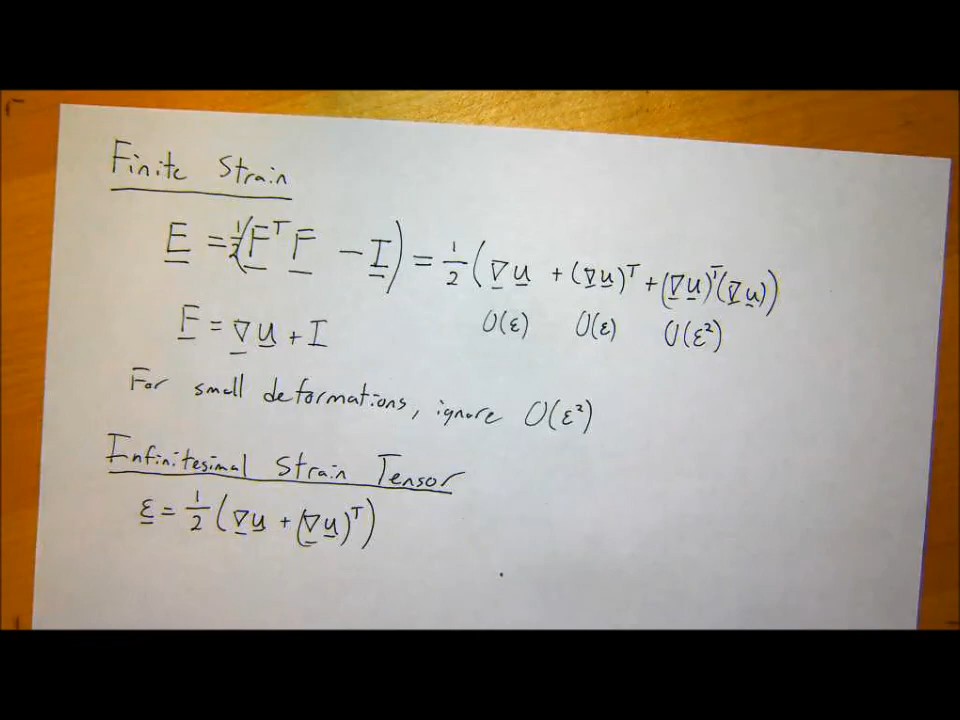 Finite Strain
E = 1/2 (FᵀF - I) = 1/2 (∇u + (∇u)ᵀ + (∇u)ᵀ(∇u))
O(ε) O(ε) O(ε²)
F = ∇u + I
For small deformations, ignore O(ε²)
Infinitesimal Strain Tensor
ε = 1/2 (∇u + (∇u)ᵀ)